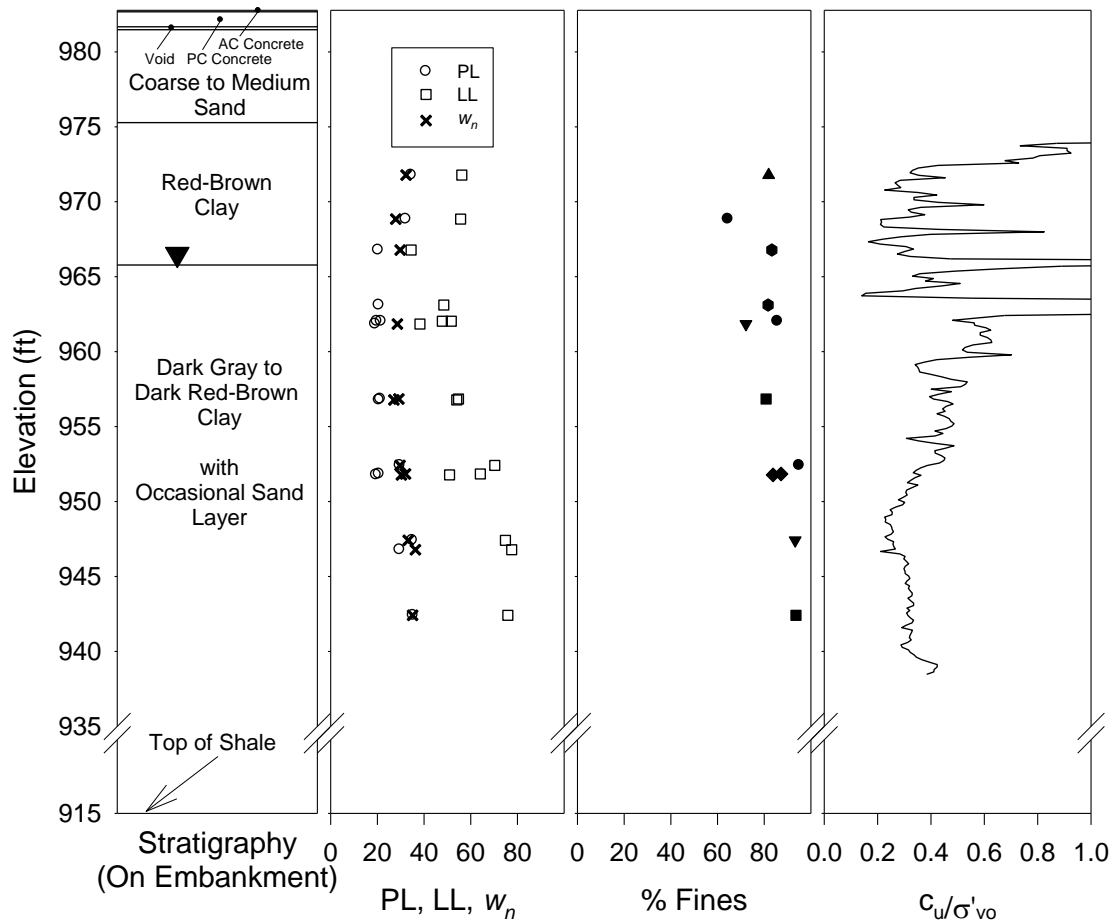 AC Concrete
Void PC Concrete
Coarse to Medium
Sand
Red-Brown
Clay
Dark Gray to
Dark Red-Brown
Clay
with
Occasional Sand
Layer
Top of Shale
Elevation (ft)
980
975
970
965
960
955
950
945
940
935
915
Stratigraphy
(On Embankment)
PL
LL
wn
0 20 40 60 80
PL, LL, wn
0 20 40 60 80
% Fines
0.0 0.2 0.4 0.6 0.8 1.0
cu/σ'vo